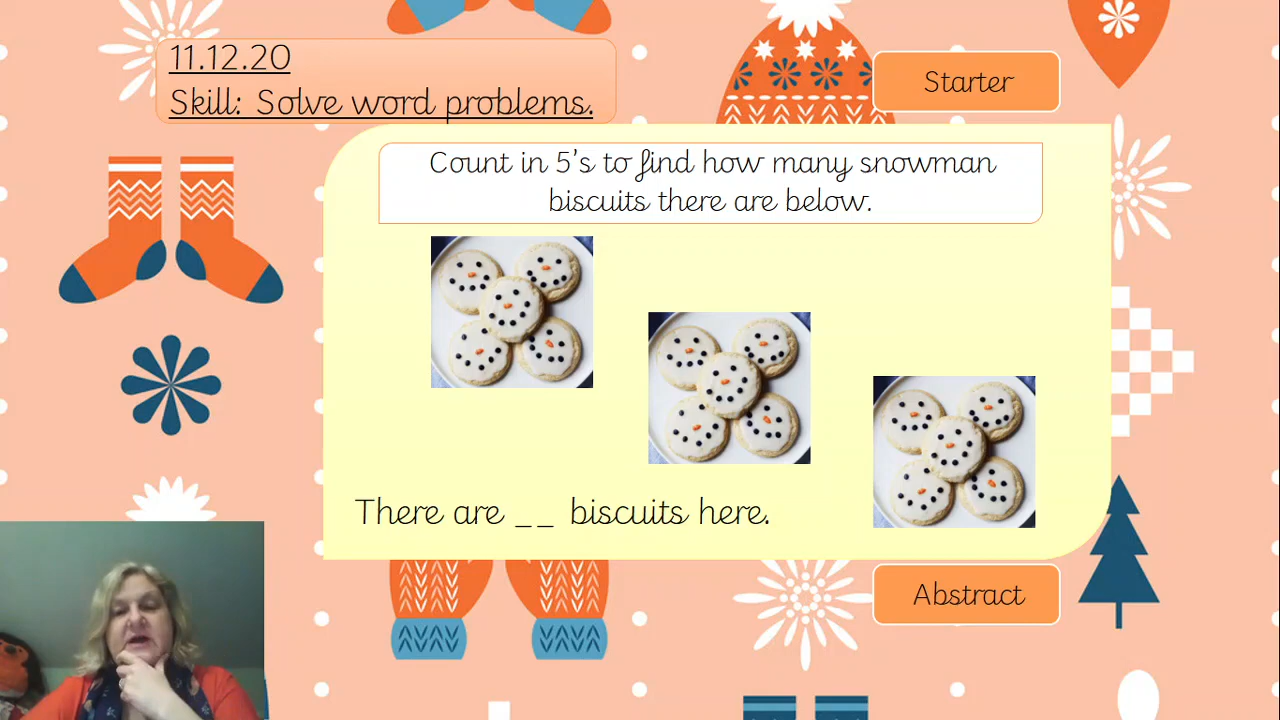 11.12.20
Skill: Solve word problems.
Starter
Count in 5's to find how many snowman
biscuits there are below.
There are _ _ biscuits here.
Abstract